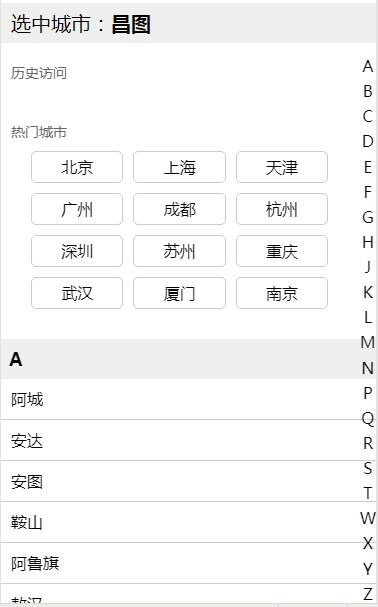 选中城市：昌图
历史访问
热门城市
北京 上海 天津
广州 成都 杭州
深圳 苏州 重庆
武汉 厦门 南京
A
阿城
安达
安图
鞍山
阿鲁旗
敖汉
A
B
C
D
E
F
G
H
J
K
L
M
N
P
Q
R
S
T
W
X
Y
Z